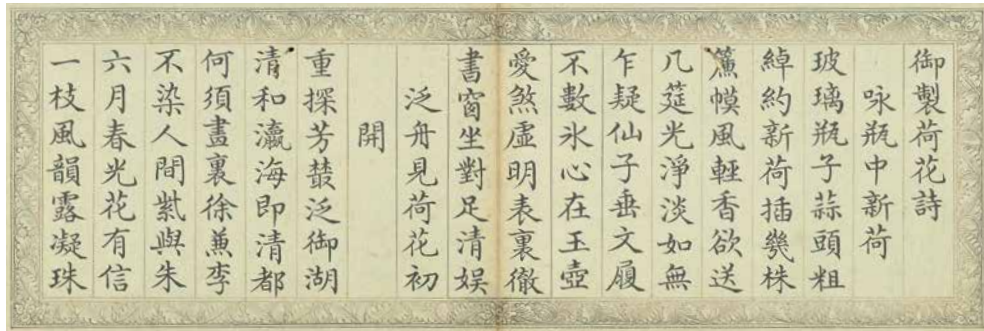 御製荷花詩
咏瓶中新荷
玻璃瓶子蒜頭粗
綽約新荷插幾株
簾幙風輕香欲送
几筵光淨淡如無
乍疑仙子垂文履
不數氷心在玉壺
愛煞虛明表裏徹
書窗坐對足清娛
泛舟見荷花初
開
重探芳藂泛御湖
清和瀛海即清都
何須畫裏徐兼李
不染人間紫與朱
六月春光花有信
一枝風韻露凝珠